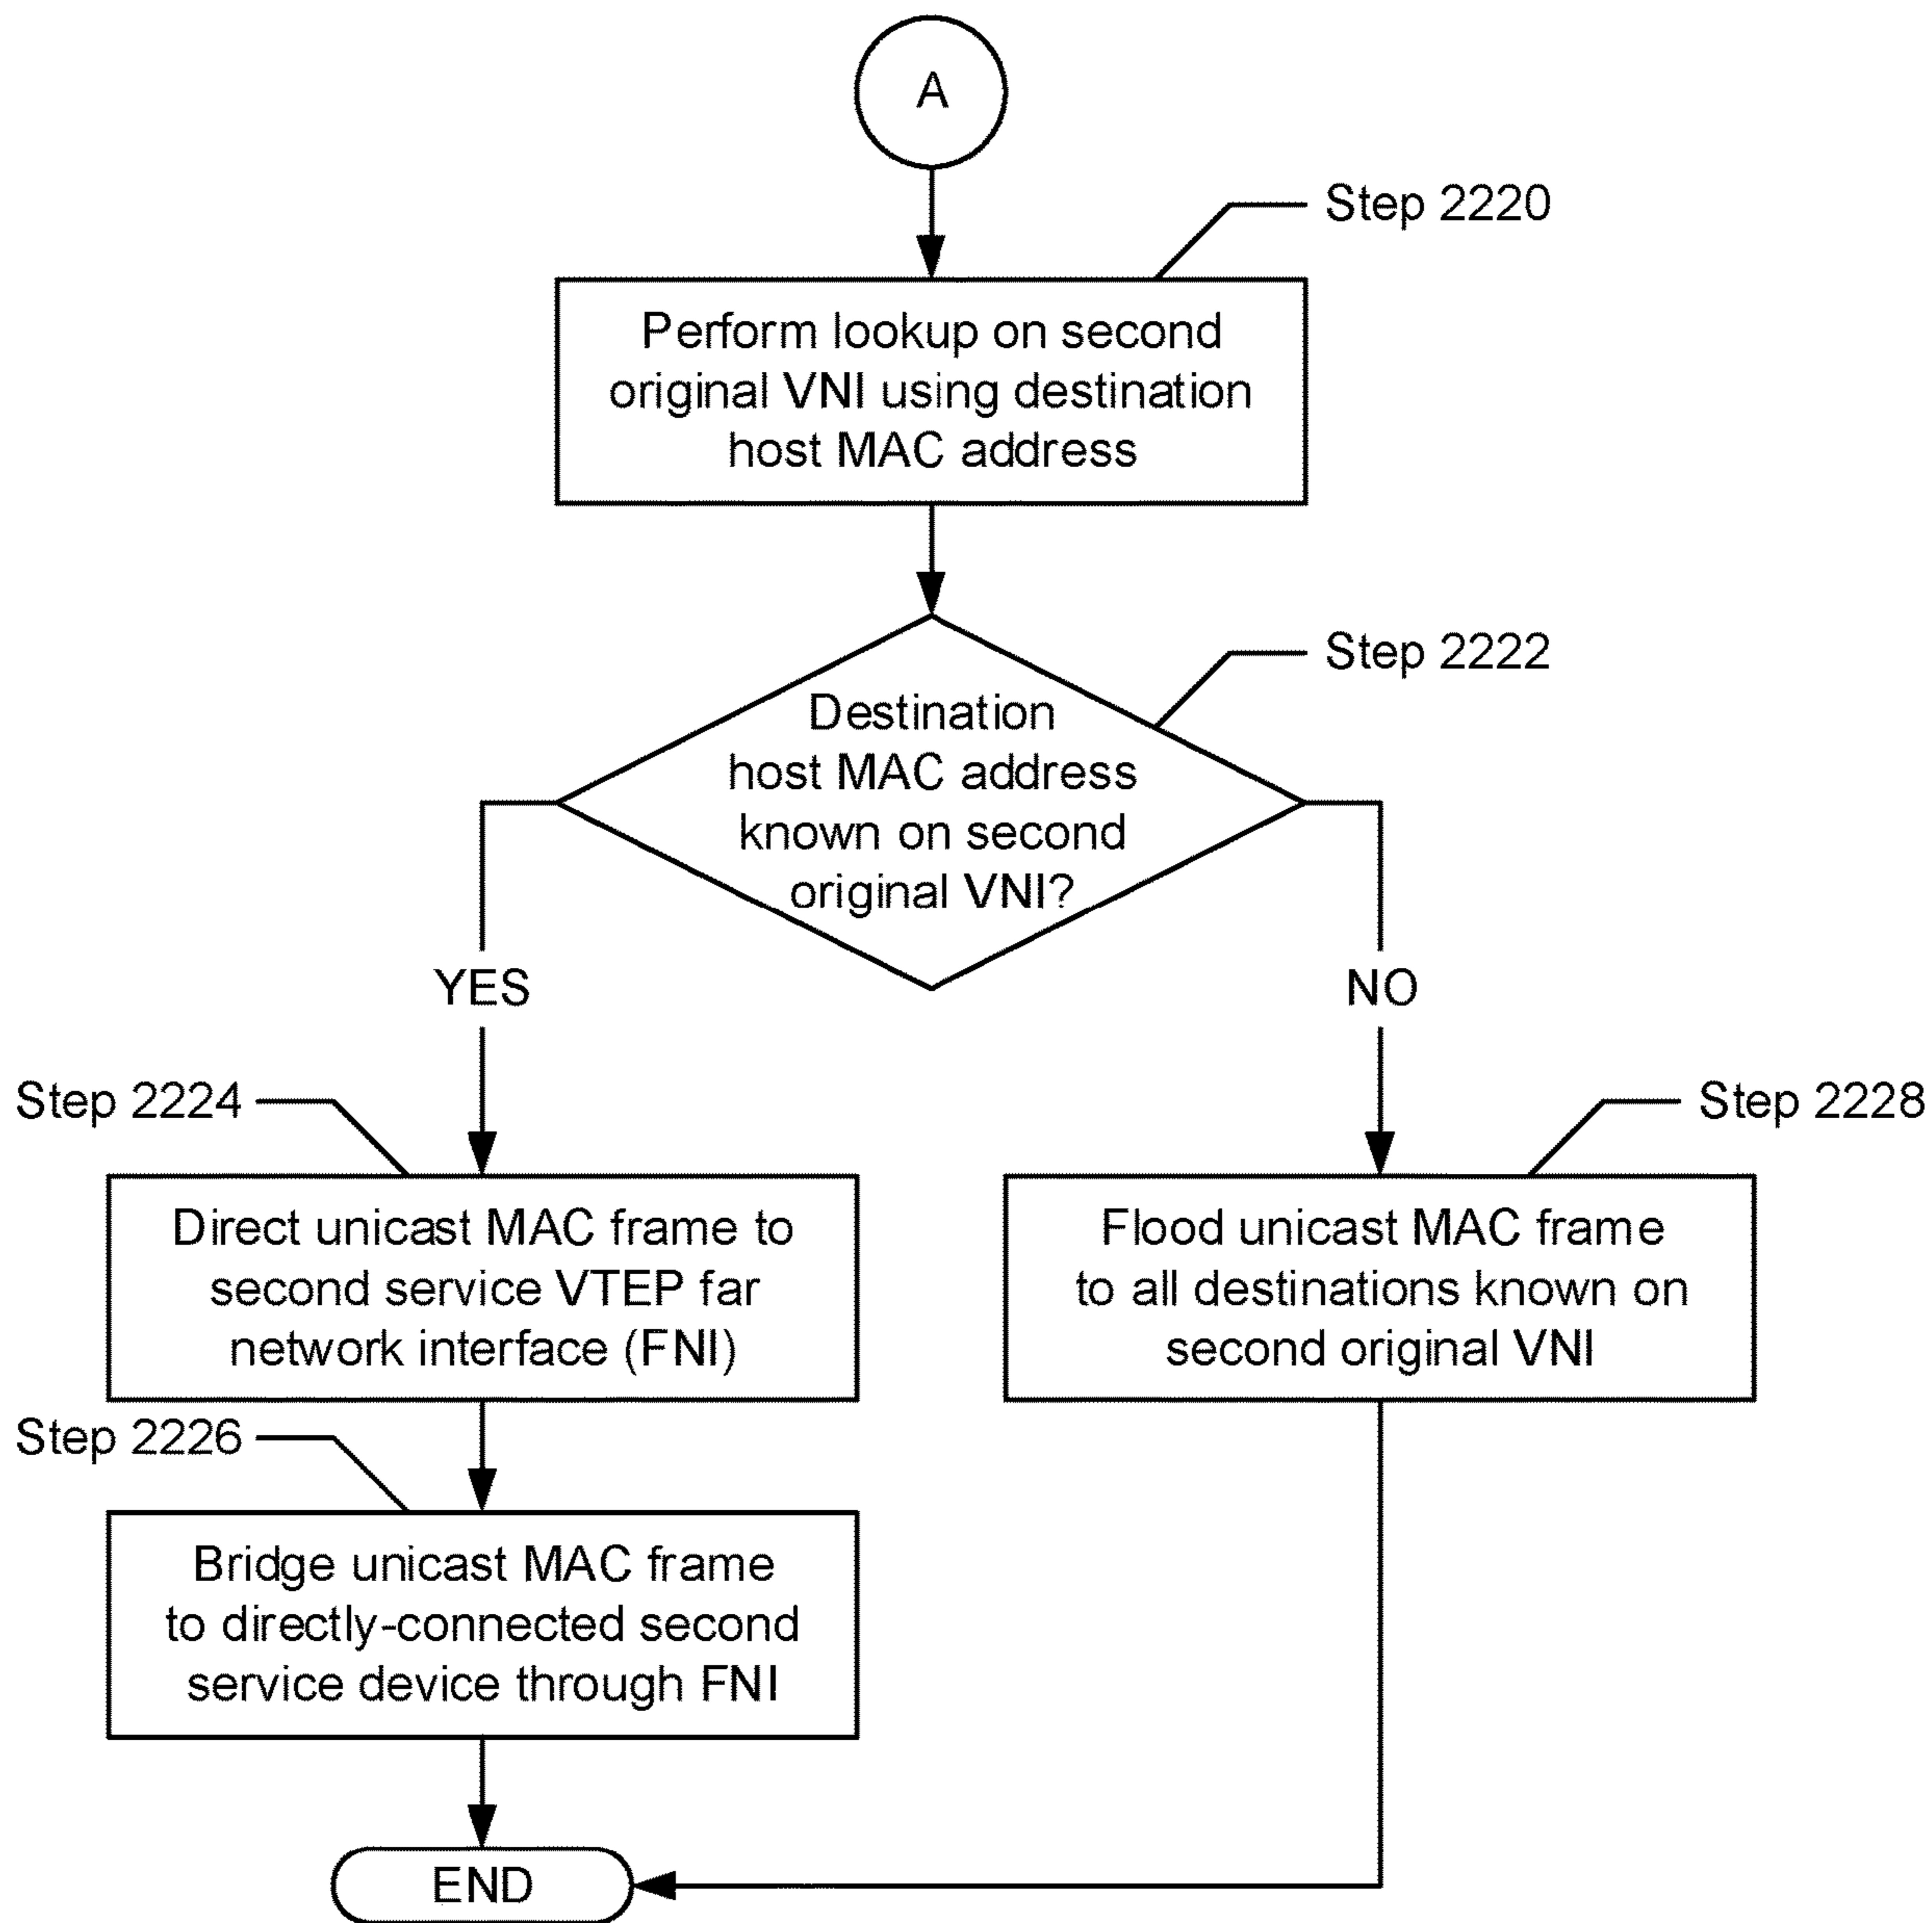 A
Step 2220
Perform lookup on second
original VNI using destination
host MAC address
Step 2222
Destination
host MAC address
known on second
original VNI?
YES
NO
Step 2224
Step 2228
Direct unicast MAC frame to
second service VTEP far
network interface (FNI)
Flood unicast MAC frame
to all destinations known on
second original VNI
Step 2226
Bridge unicast MAC frame
to directly-connected second
service device through FNI
END